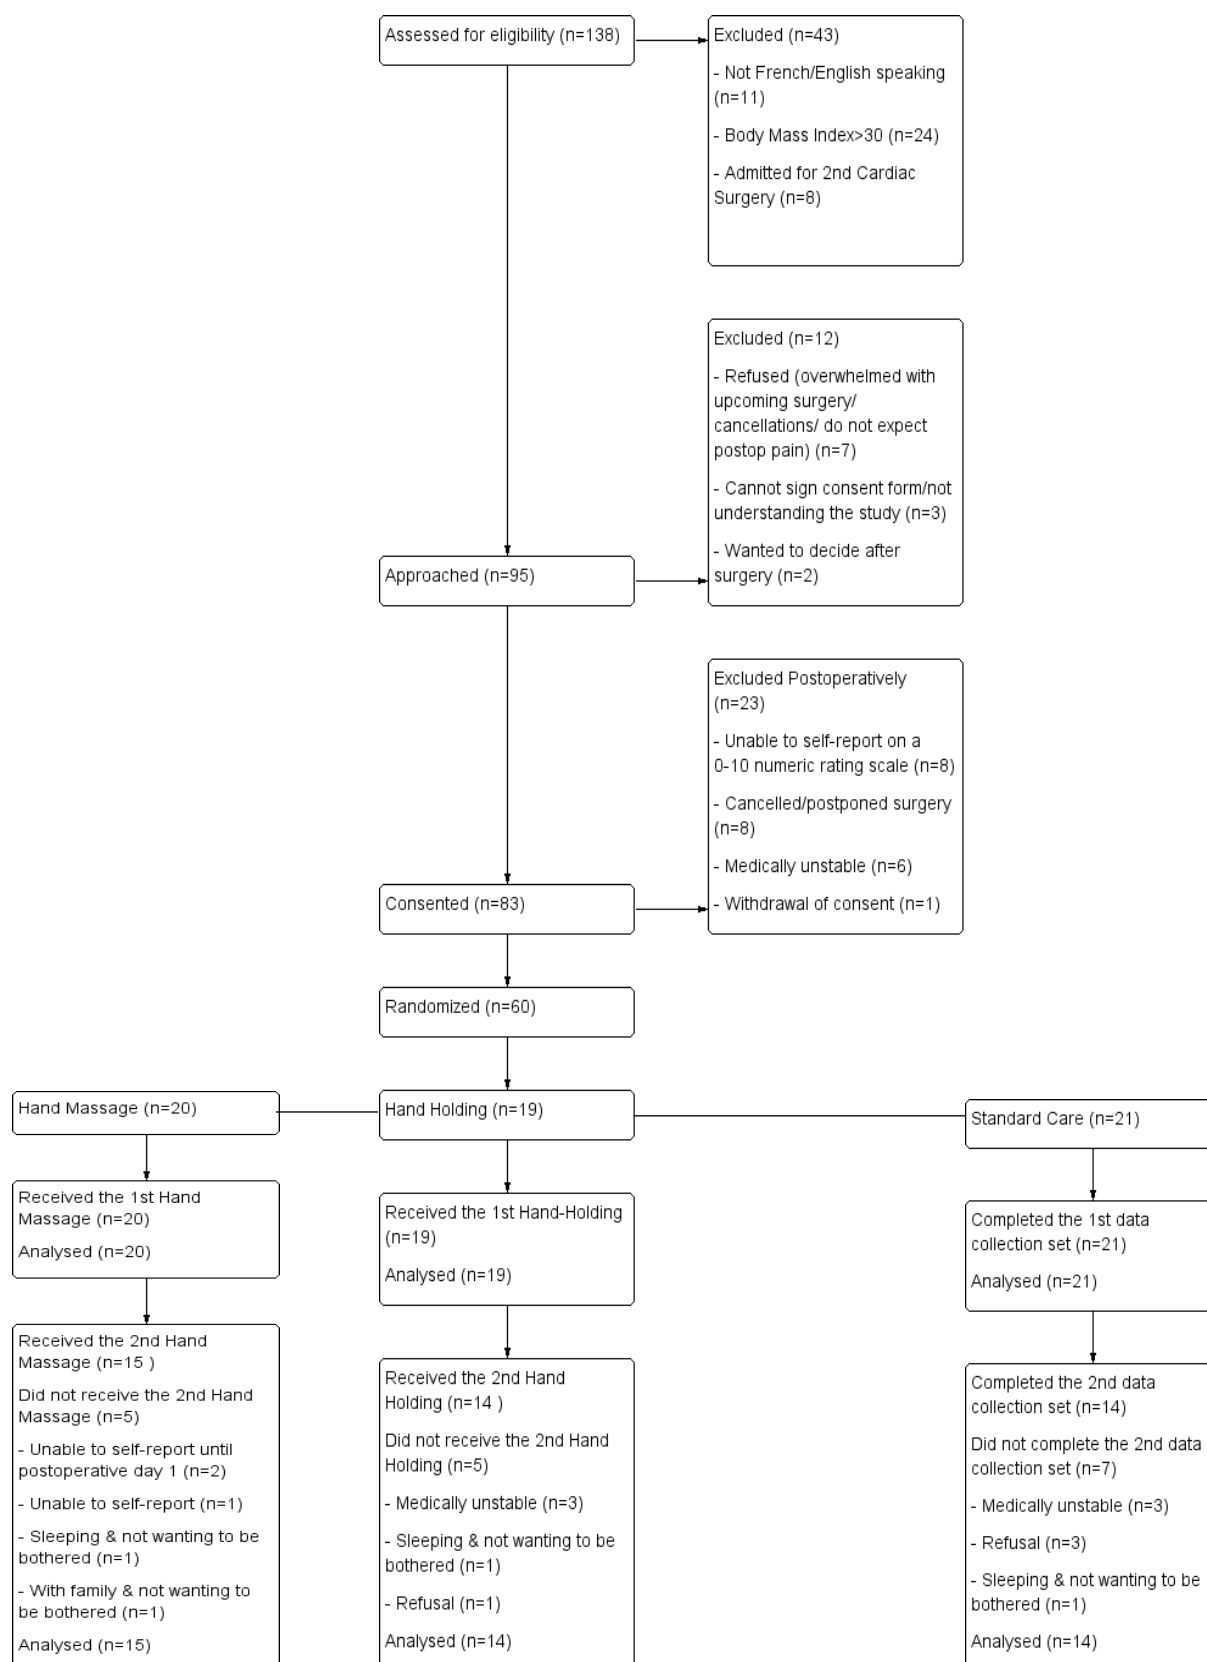 Assessed for eligibility (n=138)
Excluded (n=43)
- Not French/English speaking
(n=11)
- Body Mass Index>30 (n=24)
- Admitted for 2nd Cardiac
Surgery (n=8)
Excluded (n=12)
- Refused (overwhelmed with
upcoming surgery/
cancellations/ do not expect
postop pain) (n=7)
- Cannot sign consent form/not
understanding the study (n=3)
- Wanted to decide after
surgery (n=2)
Approached (n=95)
Excluded Postoperatively
(n=23)
- Unable to self-report on a
0-10 numeric rating scale (n=8)
- Cancelled/postponed surgery
(n=8)
- Medically unstable (n=6)
- Withdrawal of consent (n=1)
Consented (n=83)
Randomized (n=60)
Hand Massage (n=20)
Hand Holding (n=19)
Standard Care (n=21)
Received the 1st Hand
Massage (n=20)
Analysed (n=20)
Received the 1st Hand-Holding
(n=19)
Analysed (n=19)
Completed the 1st data
collection set (n=21)
Analysed (n=21)
Received the 2nd Hand
Massage (n=15 )
Did not receive the 2nd Hand
Massage (n=5)
- Unable to self-report until
postoperative day 1 (n=2)
- Unable to self-report (n=1)
- Sleeping & not wanting to be
bothered (n=1)
- With family & not wanting to
be bothered (n=1)
Analysed (n=15)
Received the 2nd Hand
Holding (n=14 )
Did not receive the 2nd Hand
Holding (n=5)
- Medically unstable (n=3)
- Sleeping & not wanting to be
bothered (n=1)
- Refusal (n=1)
Analysed (n=14)
Completed the 2nd data
collection set (n=14)
Did not complete the 2nd data
collection set (n=7)
- Medically unstable (n=3)
- Refusal (n=3)
- Sleeping & not wanting to be
bothered (n=1)
Analysed (n=14)